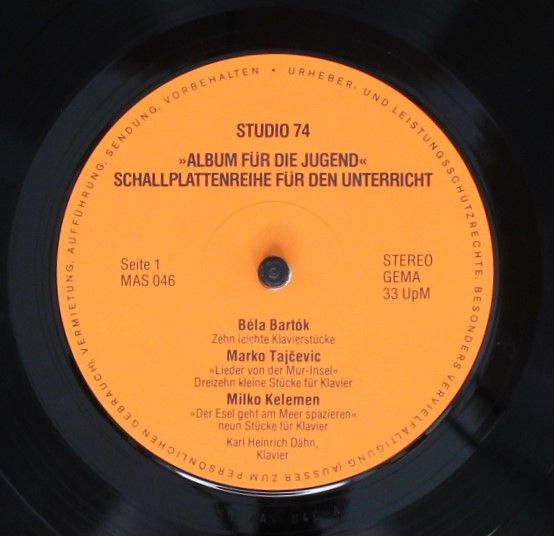 URHEBER- UND LEISTUNGSSCHUTZRECHTE, BESONDERS VERVIELFÄLTIGUNG (AUSSER ZUM PERSÖNLICHEN GEBRAUCH), VERMIETUNG, AUFFÜHRUNG, SENDUNG, VORBEHALTEN •
STUDIO 74
»ALBUM FÜR DIE JUGEND«
SCHALLPLATTENREIHE FÜR DEN UNTERRICHT
Seite 1
MAS 046
STEREO
GEMA
33 UpM
Béla Bartók
Zehn leichte Klavierstücke
Marko Tajčevic
»Lieder von der Mur-Insel«
Dreizehn kleine Stücke für Klavier
Milko Kelemen
»Der Esel geht am Meer spazieren«
neun Stücke für Klavier
Karl Heinrich Dähn,
Klavier